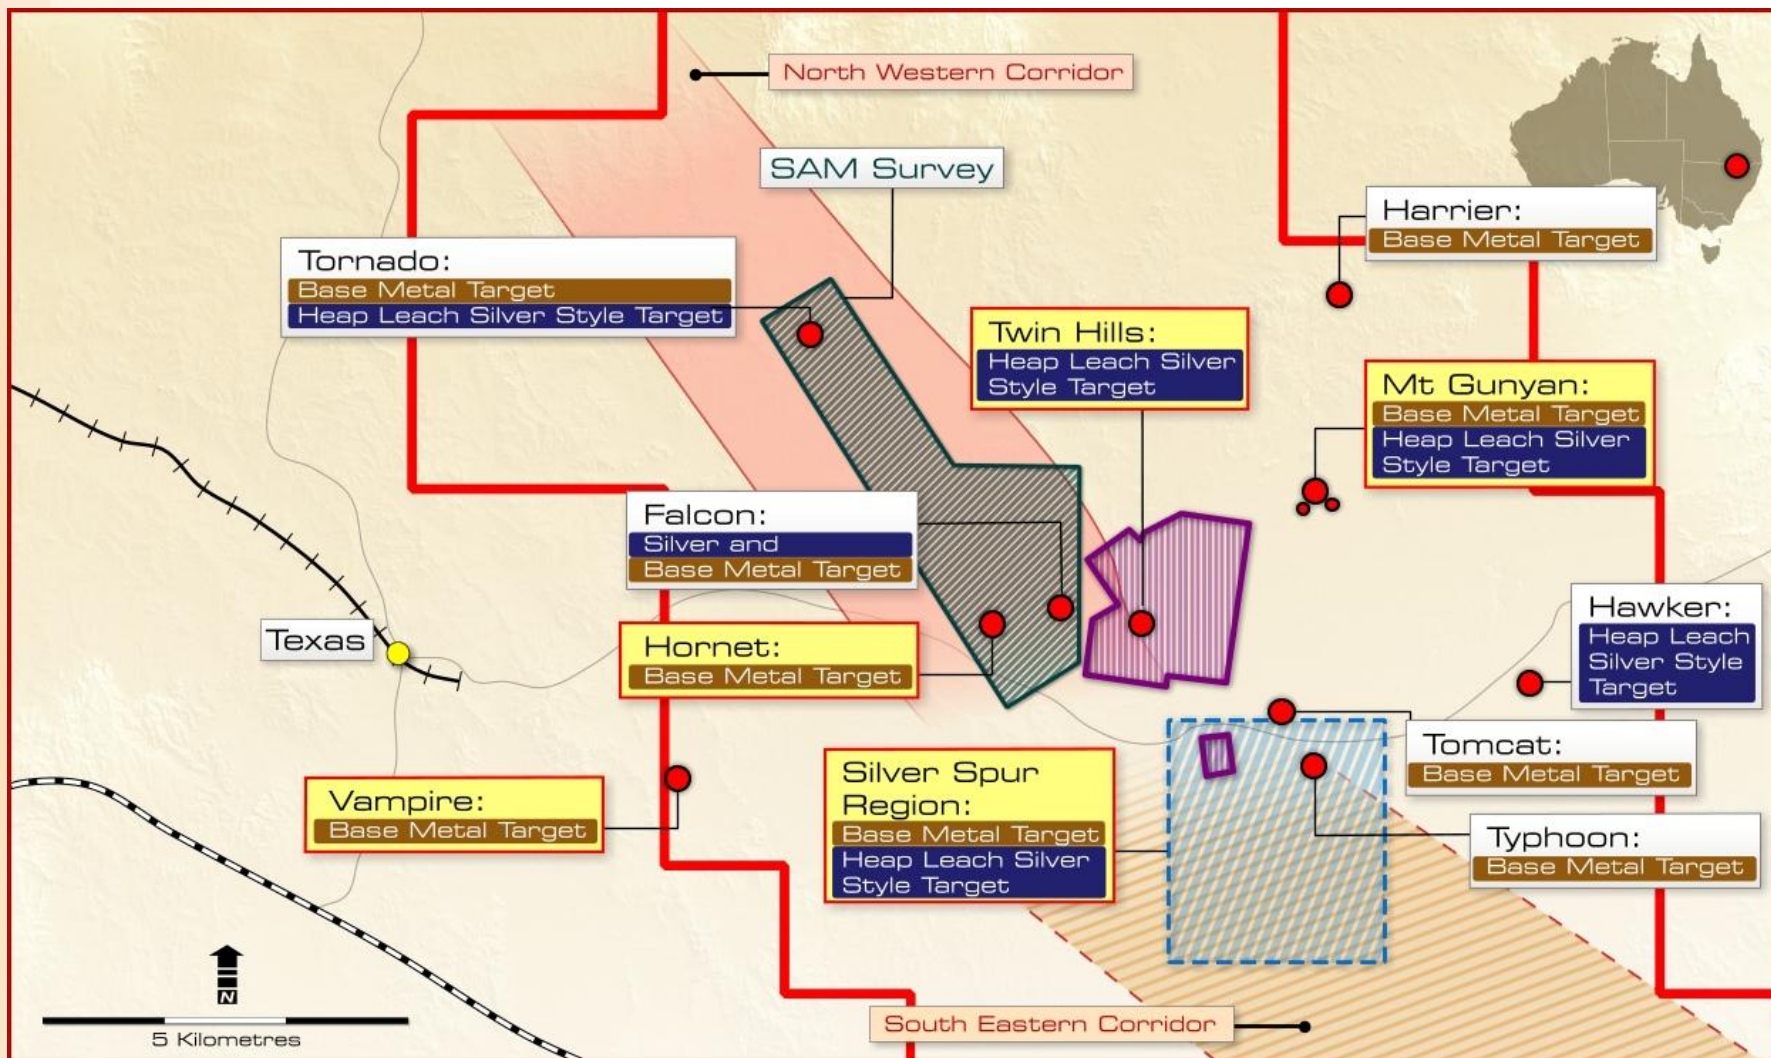 North Western Corridor
SAM Survey
Harrier:
Base Metal Target
Tornado:
Base Metal Target
Heap Leach Silver Style Target
Twin Hills:
Heap Leach Silver
Style Target
Mt Gunyan:
Base Metal Target
Heap Leach Silver
Style Target
Falcon:
Silver and
Base Metal Target
Hawker:
Heap Leach
Silver Style
Target
Texas
Hornet:
Base Metal Target
Tomcat:
Base Metal Target
Silver Spur
Region:
Base Metal Target
Heap Leach Silver
Style Target
Vampire:
Base Metal Target
Typhoon:
Base Metal Target
N
5 Kilometres
South Eastern Corridor